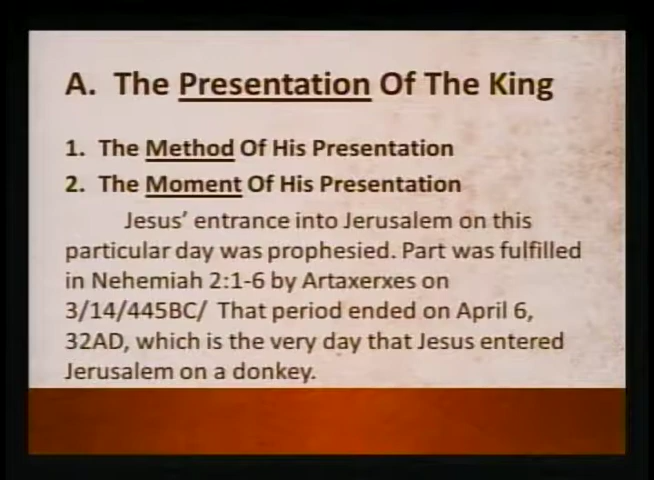 A. The Presentation Of The King
1. The Method Of His Presentation
2. The Moment Of His Presentation
Jesus' entrance into Jerusalem on this
particular day was prophesied. Part was fulfilled
in Nehemiah 2:1-6 by Artaxerxes on
3/14/445BC/ That period ended on April 6,
32AD, which is the very day that Jesus entered
Jerusalem on a donkey.